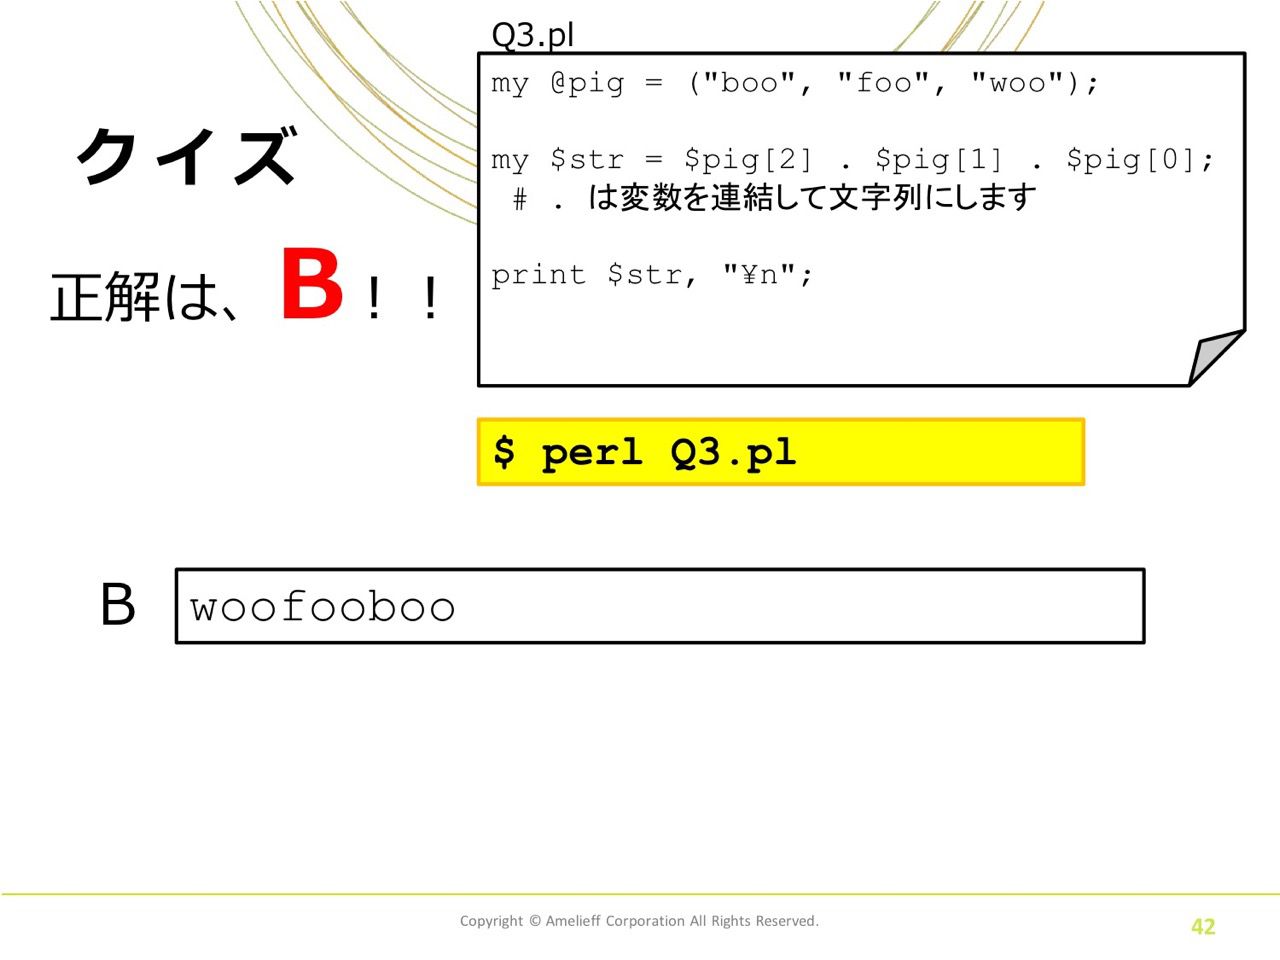 Q3.pl
my @pig = ("boo", "foo", "woo");
my $str = $pig[2] . $pig[1] . $pig[0];
# . は変数を連結して文字列にします
print $str, "¥n";
クイズ
正解は、B！！
$ perl Q3.pl
B
woofooboo
Copyright © Amelieff Corporation All Rights Reserved.
42